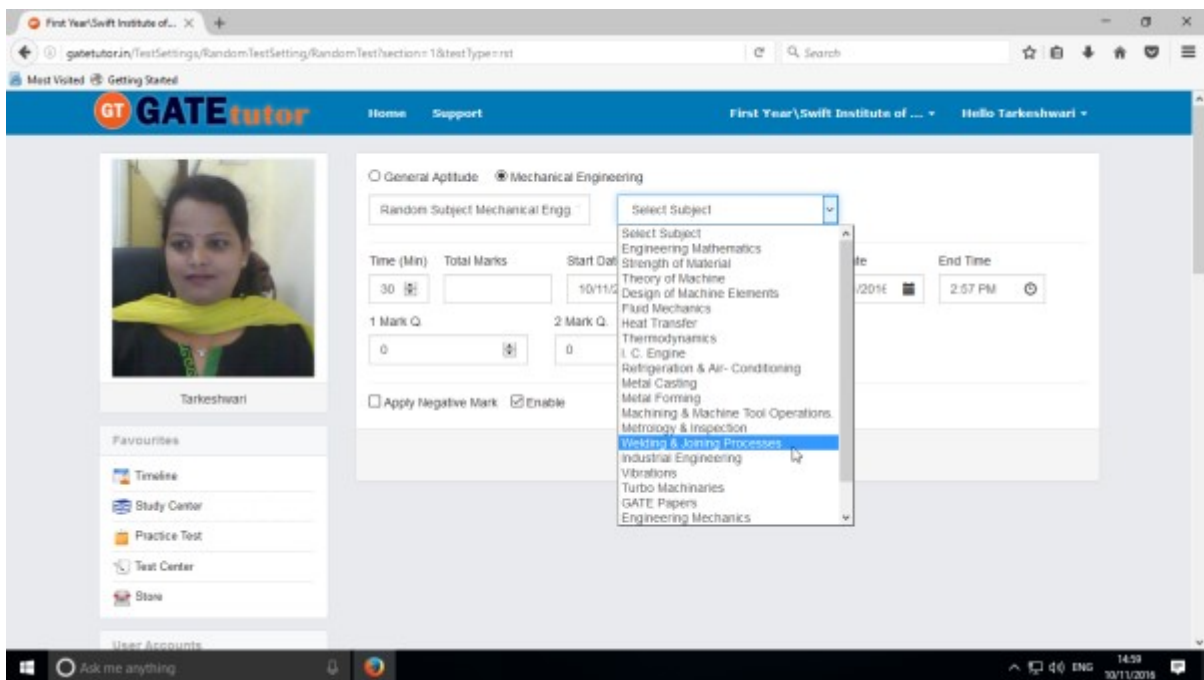 First Year\Swift Institute of...
gatetutor.in/TestSettings/RandomTestSetting/RandomTest?section=1&testType=rst
Search
Most Visited Getting Started
GT GATEtutor Home Support First Year\Swift Institute of .... Hello Tarkeshwari
General Aptitude Mechanical Engineering
Random Subject Mechanical Engg Select Subject
Select Subject
Engineering Mathematics
Strength of Material
Theory of Machine
Design of Machine Elements
Fluid Mechanics
Heat Transfer
Thermodynamics
I. C. Engine
Refrigeration & Air- Conditioning
Metal Casting
Metal Forming
Machining & Machine Tool Operations.
Metrology & Inspection
Welding & Joining Processes
Industrial Engineering
Vibrations
Turbo Machinaries
GATE Papers
Engineering Mechanics
Time (Min) Total Marks Start Dat te End Time
30 10/11/2 /2016 2:57 PM
1 Mark Q. 2 Mark Q.
0 0
Apply Negative Mark Enable
Tarkeshwari
Favourites
Timeline
Study Center
Practice Test
Test Center
Store
User Accounts
Ask me anything
ENG 14:59
10/11/2016